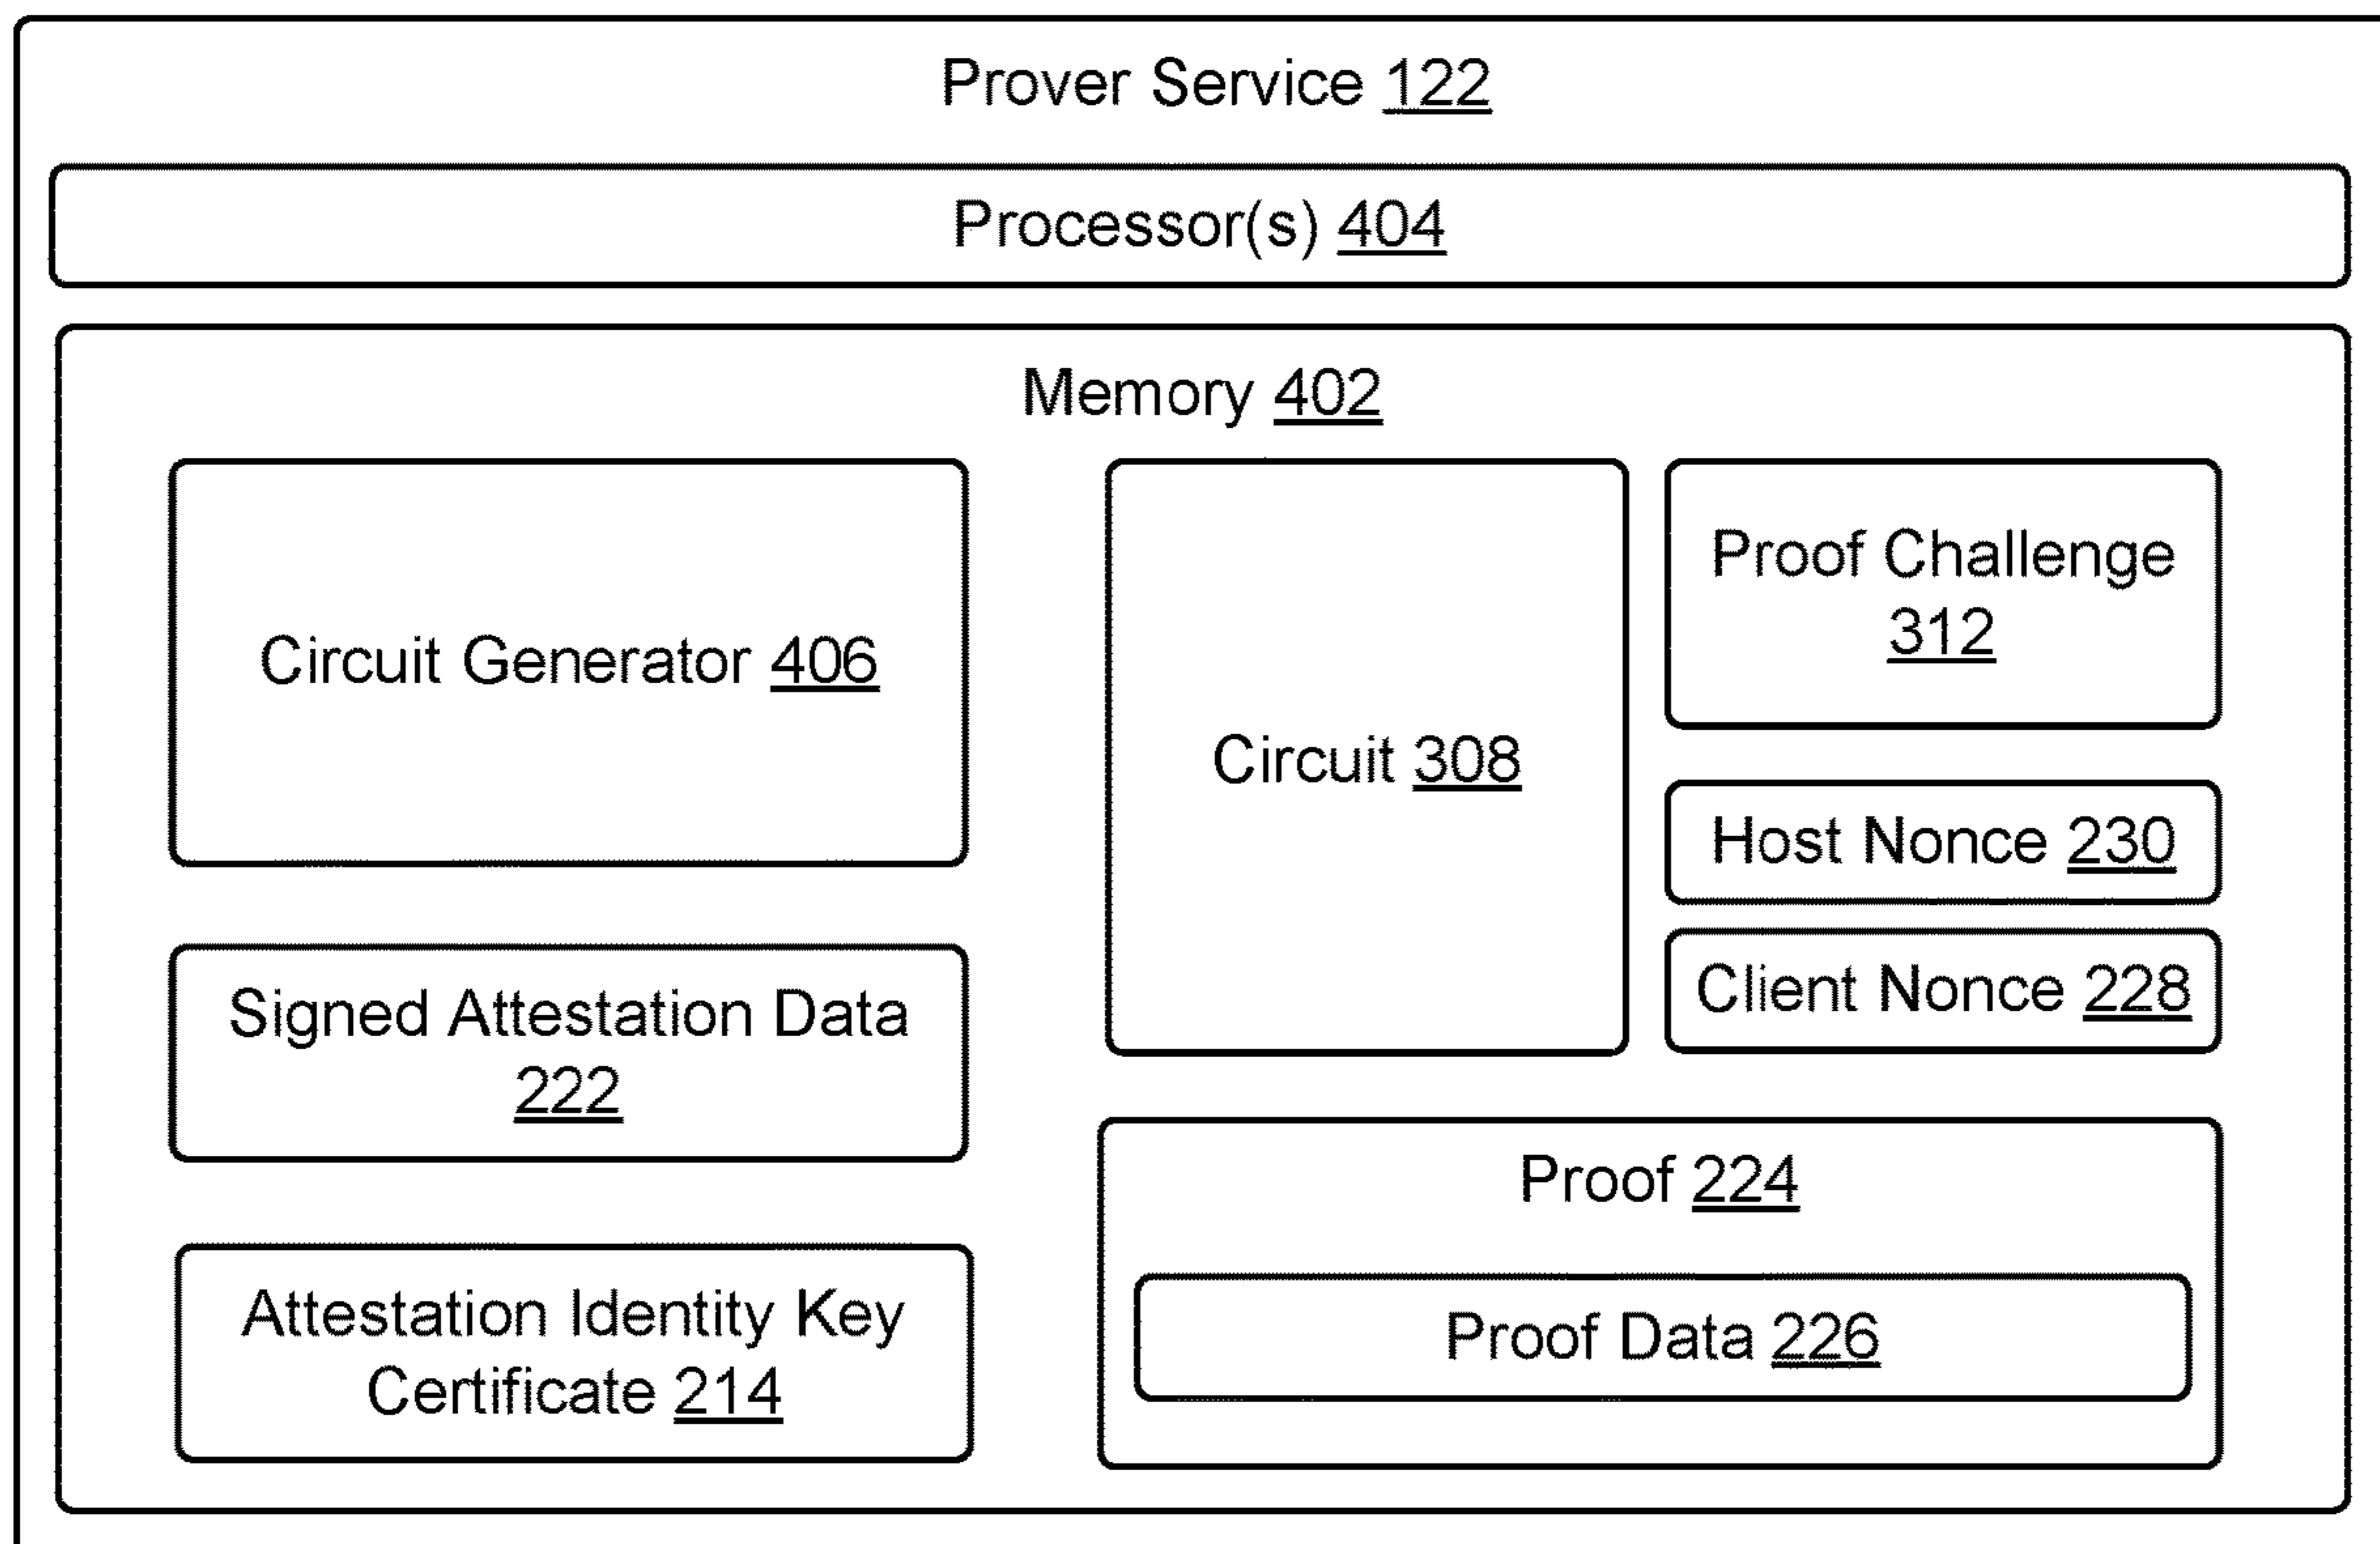 Prover Service 122
Processor(s) 404
Memory 402
Circuit Generator 406
Signed Attestation Data
222
Attestation Identity Key
Certificate 214
Circuit 308
Proof Challenge
312
Host Nonce 230
Client Nonce 228
Proof 224
Proof Data 226